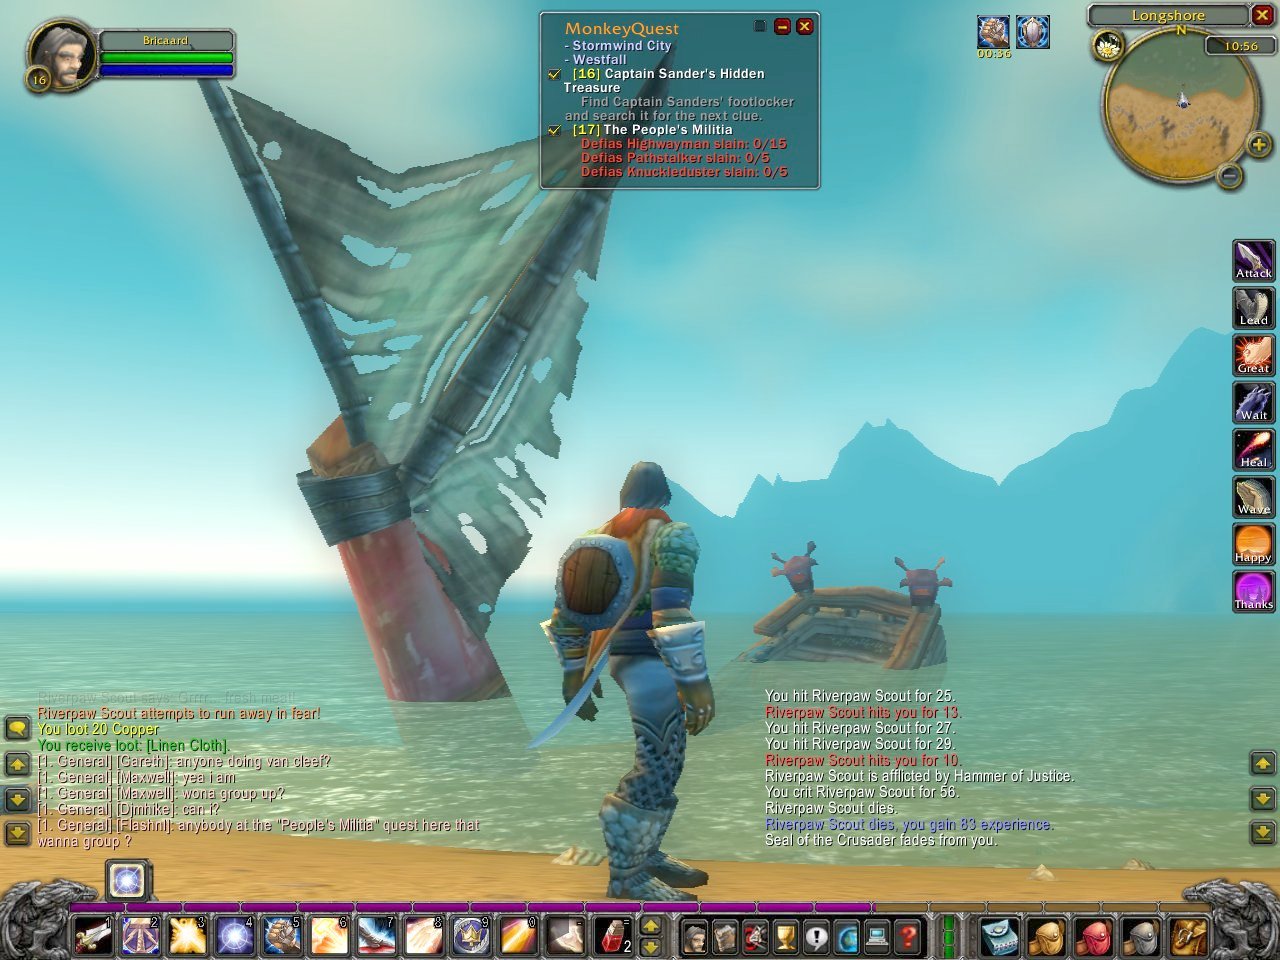 Bricaard
16
MonkeyQuest
- Stormwind City
- Westfall
[16] Captain Sander's Hidden
Treasure
Find Captain Sanders' footlocker
and search it for the next clue.
[17] The People's Militia
Defias Highwayman slain: 0/15
Defias Pathstalker slain: 0/5
Defias Knuckleduster slain: 0/5
00:36
Longshore
N
10:56
Attack
Lead
Great
Wait
Heal
Wave
Happy
Thanks
Riverpaw Scout says: Grrrr... fresh meat!
Riverpaw Scout attempts to run away in fear!
You loot 20 Copper
You receive loot: [Linen Cloth].
[1. General] [Gareth]: anyone doing van cleef?
[1. General] [Maxwell]: yea i am
[1. General] [Maxwell]: wona group up?
[1. General] [Djmhike]: can i?
[1. General] [Flashnl]: anybody at the "People's Militia" quest here that
wanna group ?
You hit Riverpaw Scout for 25.
Riverpaw Scout hits you for 13.
You hit Riverpaw Scout for 27.
You hit Riverpaw Scout for 29.
Riverpaw Scout hits you for 10.
Riverpaw Scout is afflicted by Hammer of Justice.
You crit Riverpaw Scout for 56.
Riverpaw Scout dies.
Riverpaw Scout dies, you gain 83 experience.
Seal of the Crusader fades from you.
1 2 3 4 5 6 7 8 9 0 - =
2